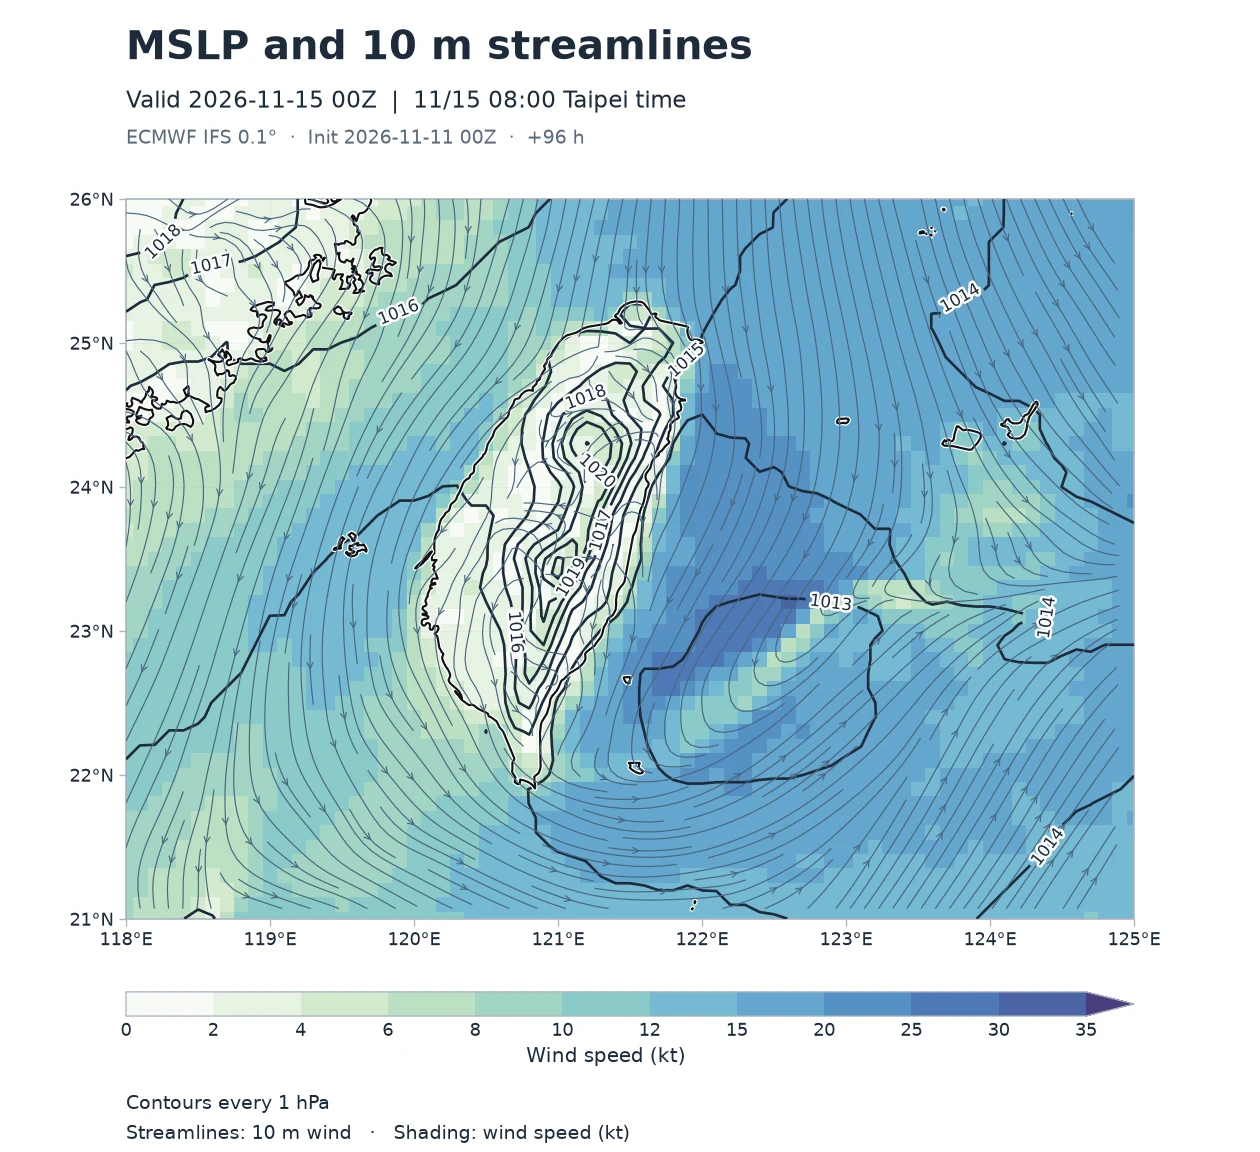 MSLP and 10 m streamlines
Valid 2026-11-15 00Z | 11/15 08:00 Taipei time
ECMWF IFS 0.1° · Init 2026-11-11 00Z · +96 h
26°N
25°N
24°N
23°N
22°N
21°N
1018
1017
1016
1014
1015
1018
1020
1017
1019
1013
1014
1016
1014
118°E 119°E 120°E 121°E 122°E 123°E 124°E 125°E
0 2 4 6 8 10 12 15 20 25 30 35
Wind speed (kt)
Contours every 1 hPa
Streamlines: 10 m wind · Shading: wind speed (kt)